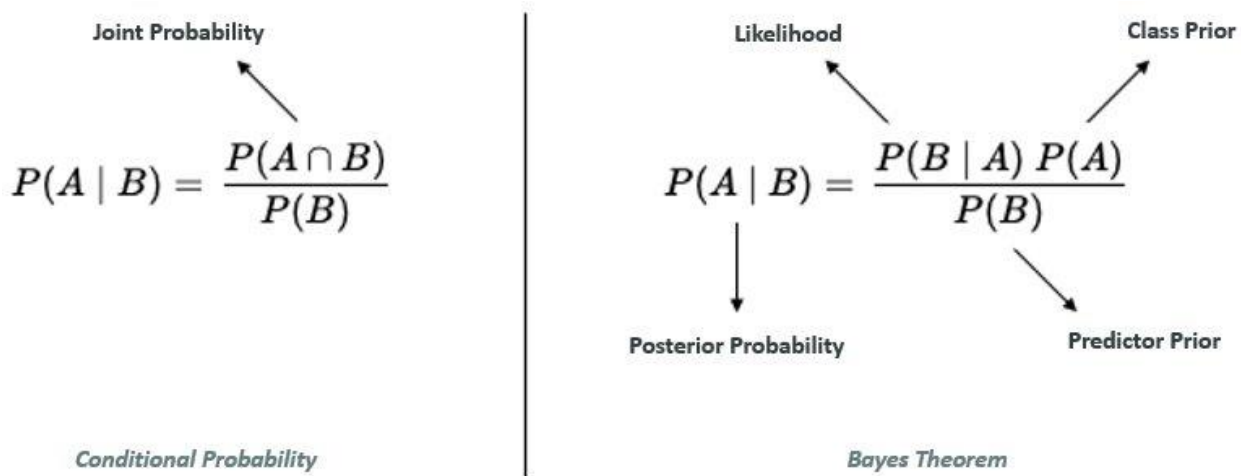 Joint Probability
P(A | B) = P(A ∩ B) / P(B)
Conditional Probability
Likelihood
Class Prior
P(A | B) = P(B | A) P(A) / P(B)
Posterior Probability
Predictor Prior
Bayes Theorem